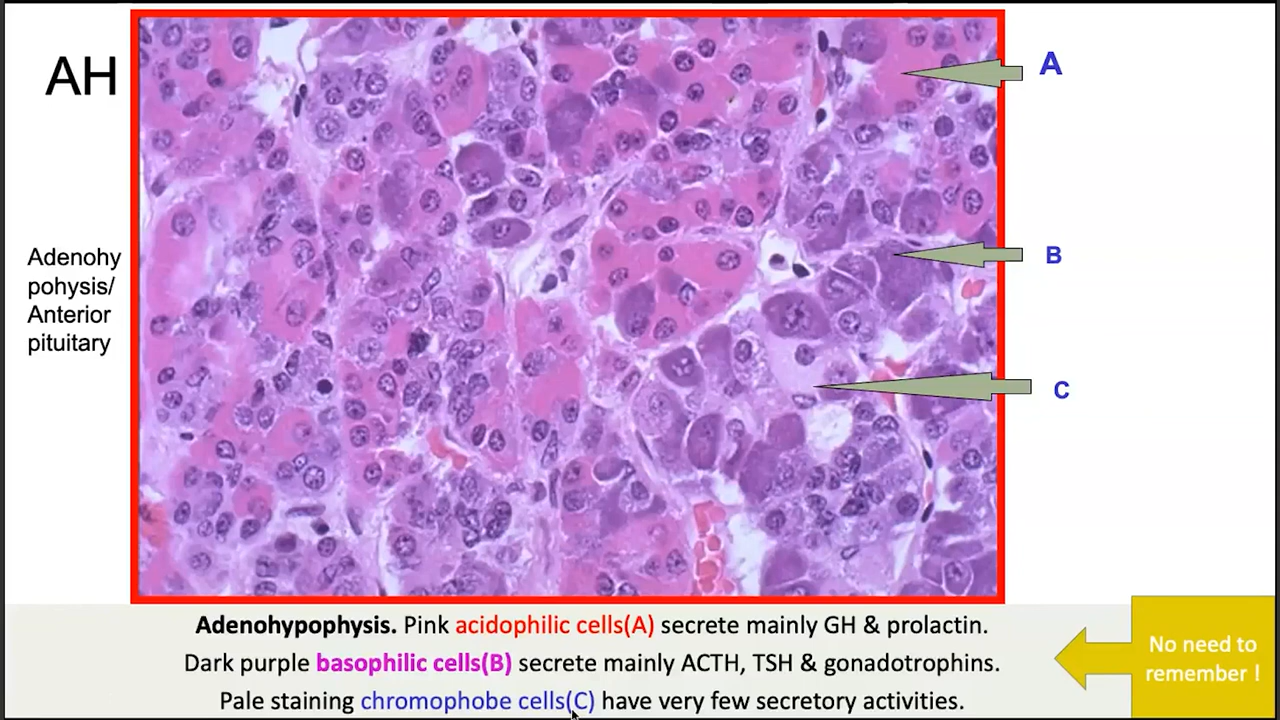 AH
Adenohy
pohysis/
Anterior
pituitary
A
B
C
Adenohypophysis. Pink acidophilic cells(A) secrete mainly GH & prolactin.
Dark purple basophilic cells(B) secrete mainly ACTH, TSH & gonadotrophins.
Pale staining chromophobe cells(C) have very few secretory activities.
No need to
remember !